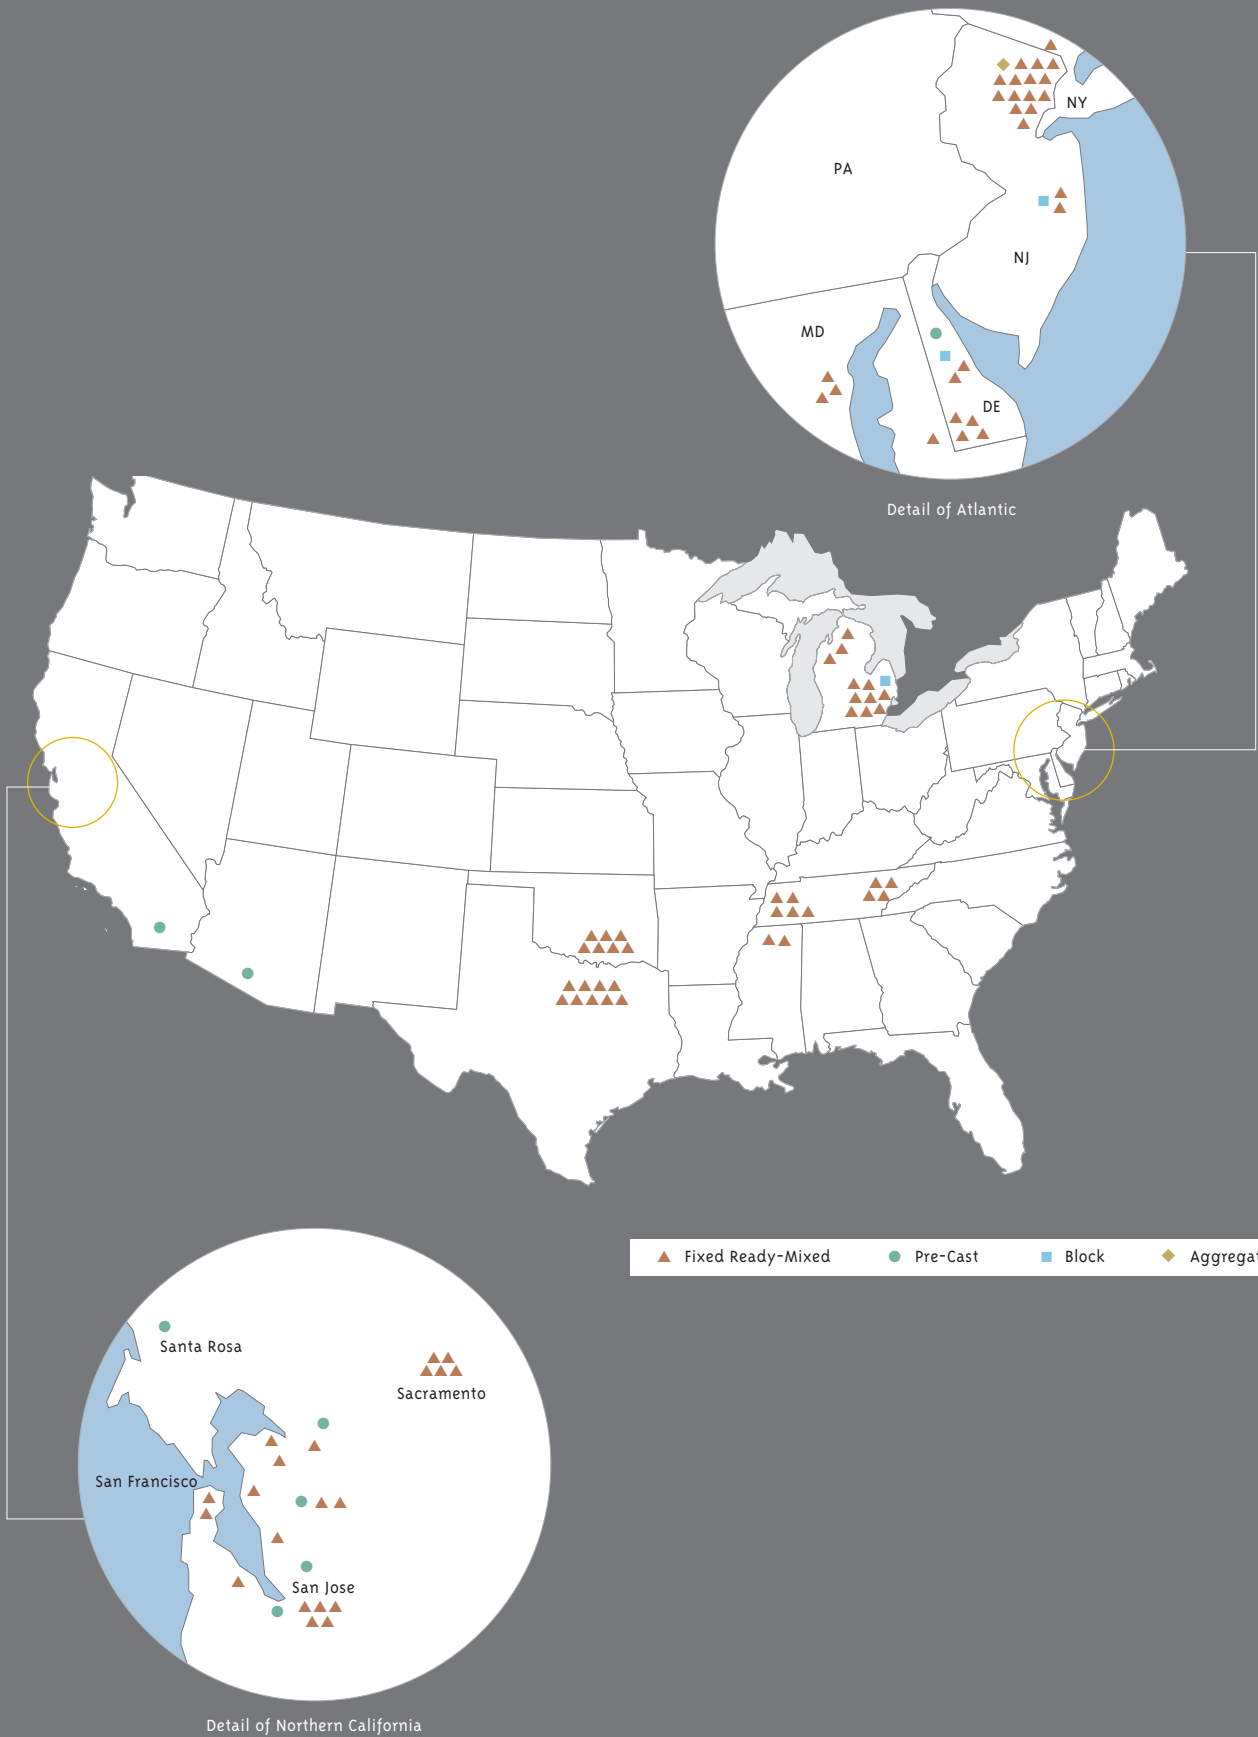 NY
PA
NJ
MD
DE
Detail of Atlantic
Fixed Ready-Mixed Pre-Cast Block Aggregat
Santa Rosa
Sacramento
San Francisco
San Jose
Detail of Northern California